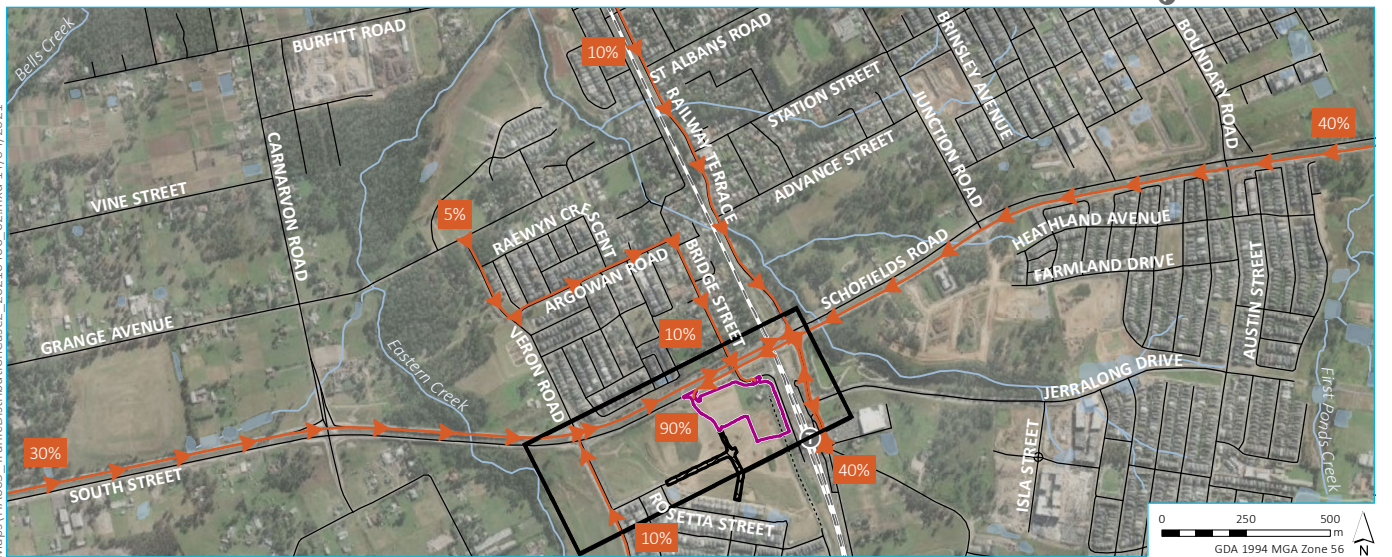 10%
ST ALBANS ROAD
BURFITT ROAD
Bells Creek
BRINSLEY AVENUE
BOUNDARY ROAD
STATION STREET
RAILWAY TERRACE
JUNCTION ROAD
40%
CARNARVON ROAD
ADVANCE STREET
VINE STREET
5%
RAEWYN CRESCENT
HEATHLAND AVENUE
SCHOFIELDS ROAD
FARMLAND DRIVE
BRIDGE STREET
ARGOWAN ROAD
AUSTIN STREET
GRANGE AVENUE
VERON ROAD
10%
Eastern Creek
JERRALONG DRIVE
First Ponds Creek
90%
30%
40%
SOUTH STREET
ISLA STREET
ROSETTA STREET
10%
0 250 500
m
GDA 1994 MGA Zone 56
N